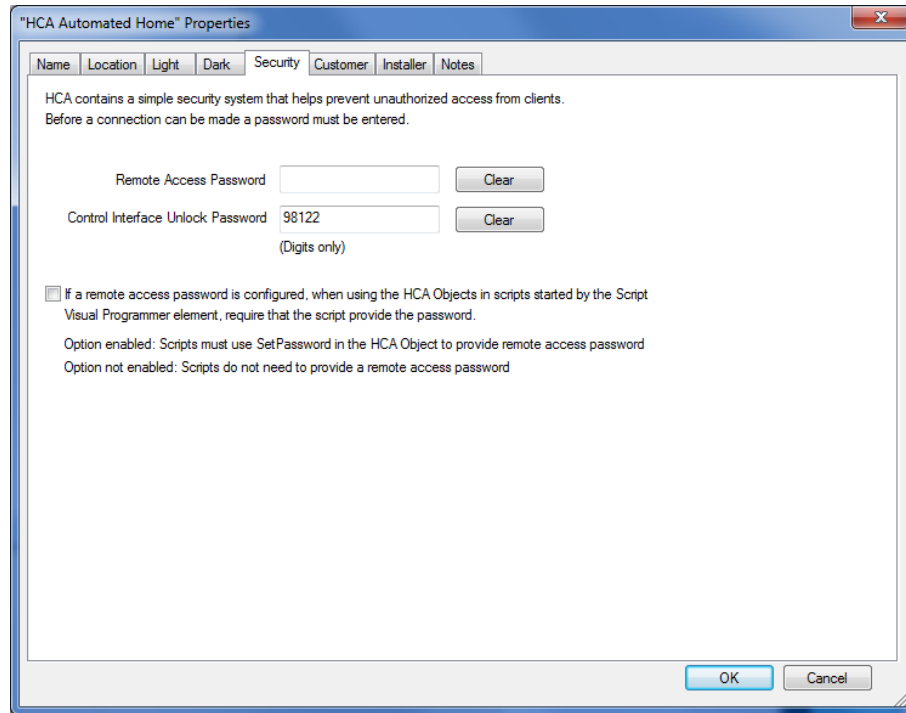 "HCA Automated Home" Properties
Name Location Light Dark Security Customer Installer Notes
HCA contains a simple security system that helps prevent unauthorized access from clients.
Before a connection can be made a password must be entered.
Remote Access Password Clear
Control Interface Unlock Password 98122 Clear
(Digits only)
If a remote access password is configured, when using the HCA Objects in scripts started by the Script
Visual Programmer element, require that the script provide the password.
Option enabled: Scripts must use SetPassword in the HCA Object to provide remote access password
Option not enabled: Scripts do not need to provide a remote access password
OK Cancel